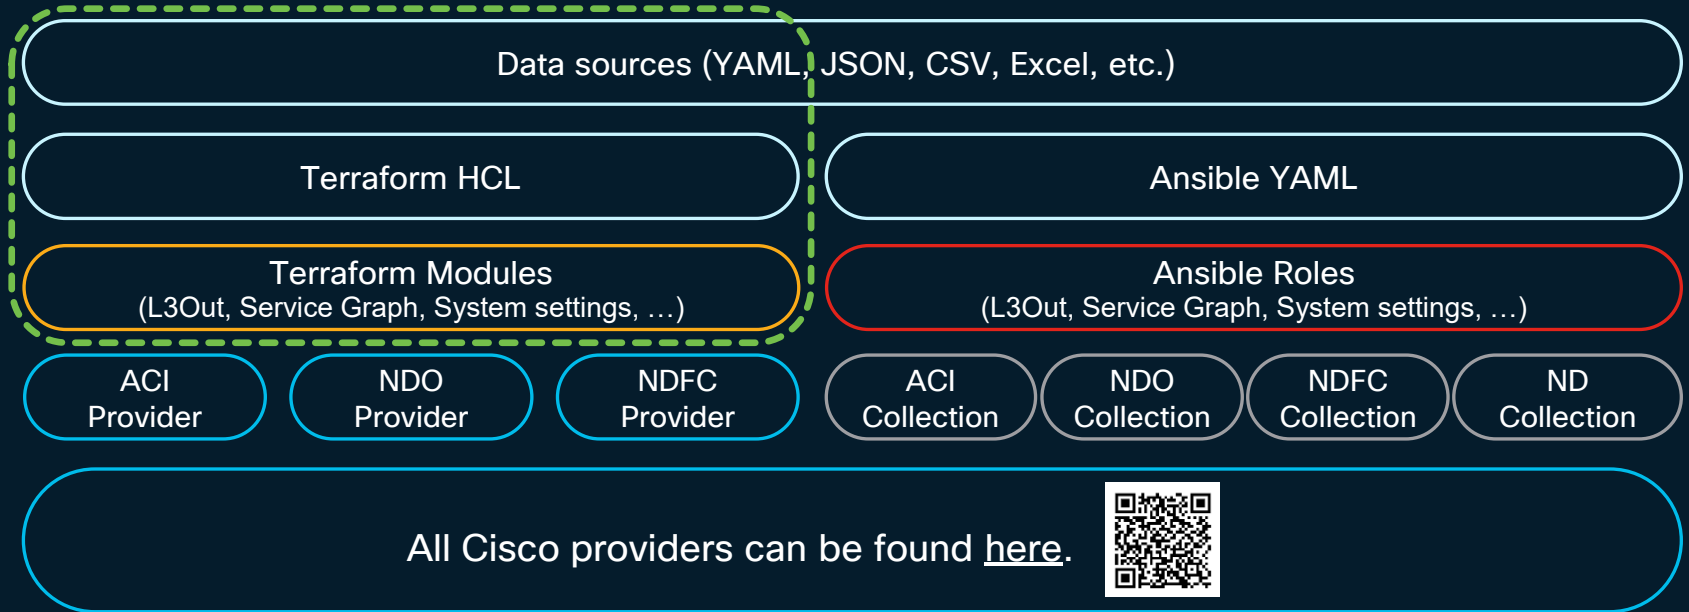 Data sources (YAML, JSON, CSV, Excel, etc.)
Terraform HCL
Ansible YAML
Terraform Modules
(L3Out, Service Graph, System settings, …)
Ansible Roles
(L3Out, Service Graph, System settings, …)
ACI
Provider
NDO
Provider
NDFC
Provider
ACI
Collection
NDO
Collection
NDFC
Collection
ND
Collection
All Cisco providers can be found here.